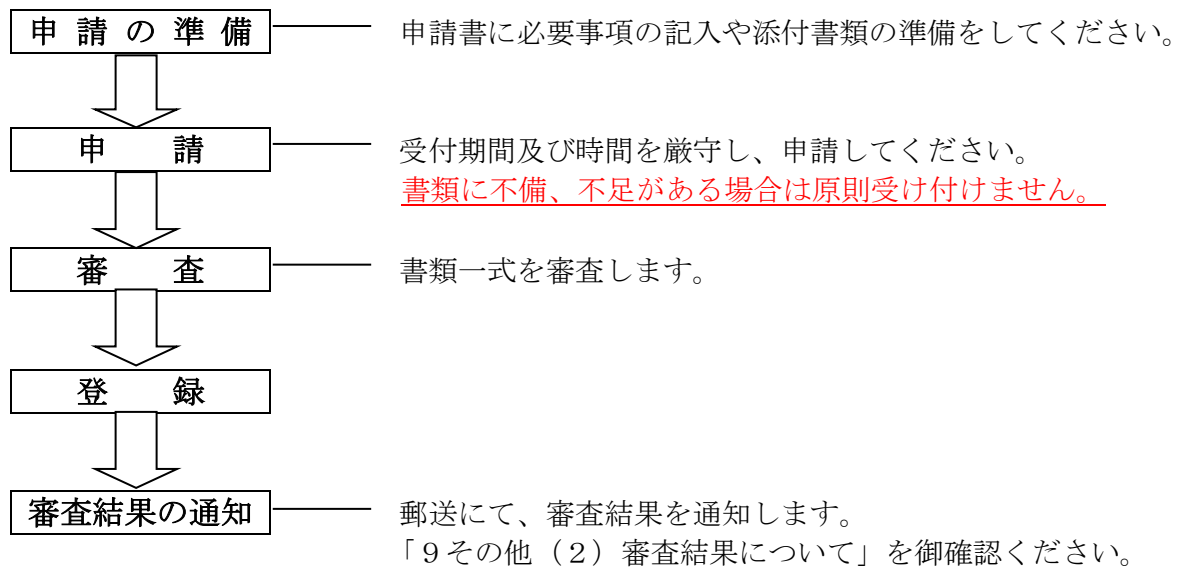 申請の準備 申請書に必要事項の記入や添付書類の準備をしてください。
申請 受付期間及び時間を厳守し、申請してください。
書類に不備、不足がある場合は原則受け付けません。
審査 書類一式を審査します。
登録
審査結果の通知 郵送にて、審査結果を通知します。
「９その他（２）審査結果について」を御確認ください。